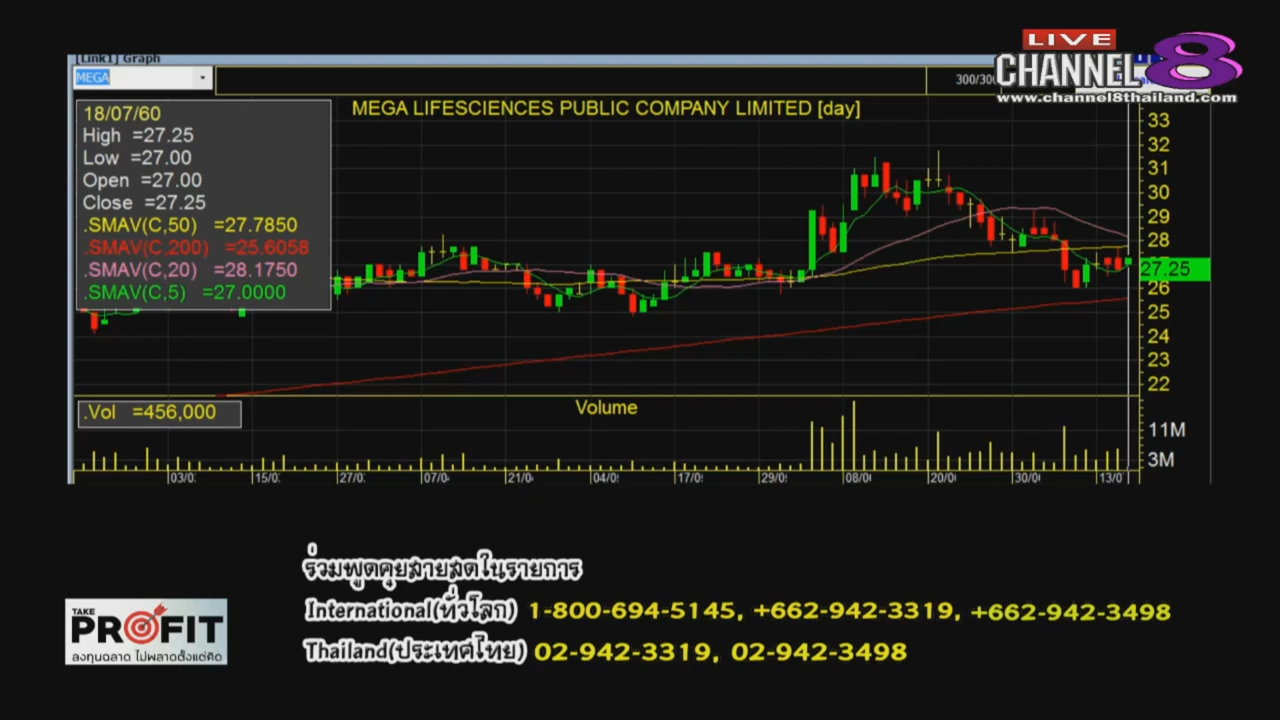 [Link1] Graph
LIVE
CHANNEL 8
www.channel8thailand.com
MEGA
MEGA LIFESCIENCES PUBLIC COMPANY LIMITED [day]
18/07/60
High =27.25
Low =27.00
Open =27.00
Close =27.25
.SMAV(C,50) =27.7850
.SMAV(C,200) =25.6058
.SMAV(C,20) =28.1750
.SMAV(C,5) =27.0000
33
32
31
30
29
28
27.25
26
25
24
23
22
.Vol =456,000
Volume
11M
3M
ร่วมพูดคุยสายสดในรายการ
International(ทั่วโลก) 1-800-694-5145, +662-942-3319, +662-942-3498
Thailand(ประเทศไทย) 02-942-3319, 02-942-3498
TAKE
PROFIT
ลงทุนฉลาด ไม่พลาดตั้งแต่คิด